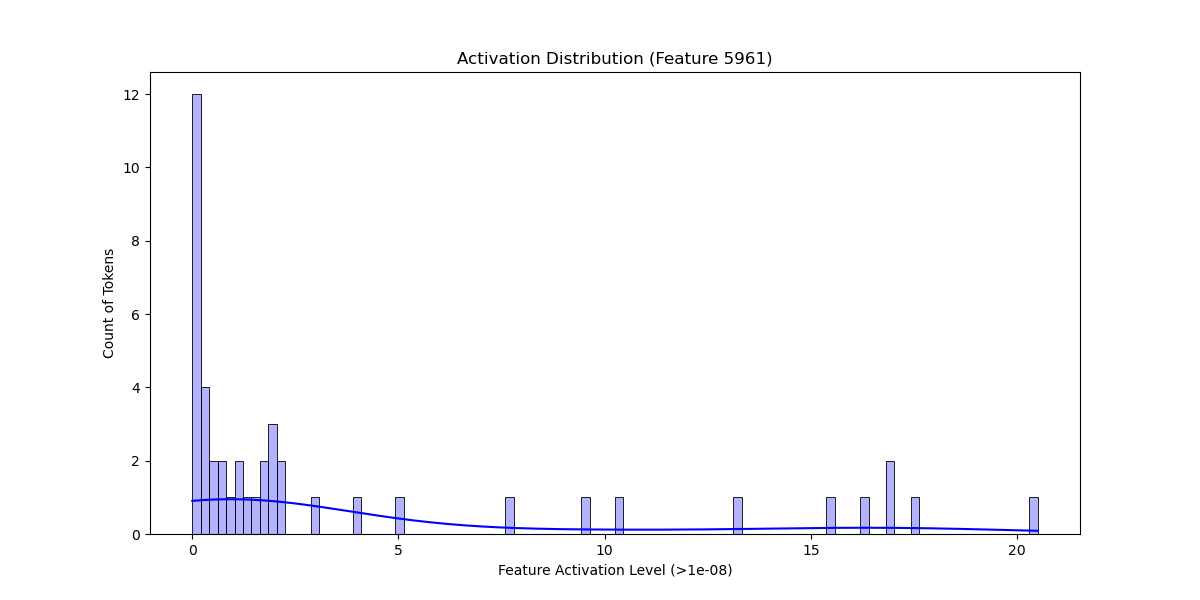 Activation Distribution (Feature 5961)
Count of Tokens
12
10
8
6
4
2
0
0 5 10 15 20
Feature Activation Level (>1e-08)